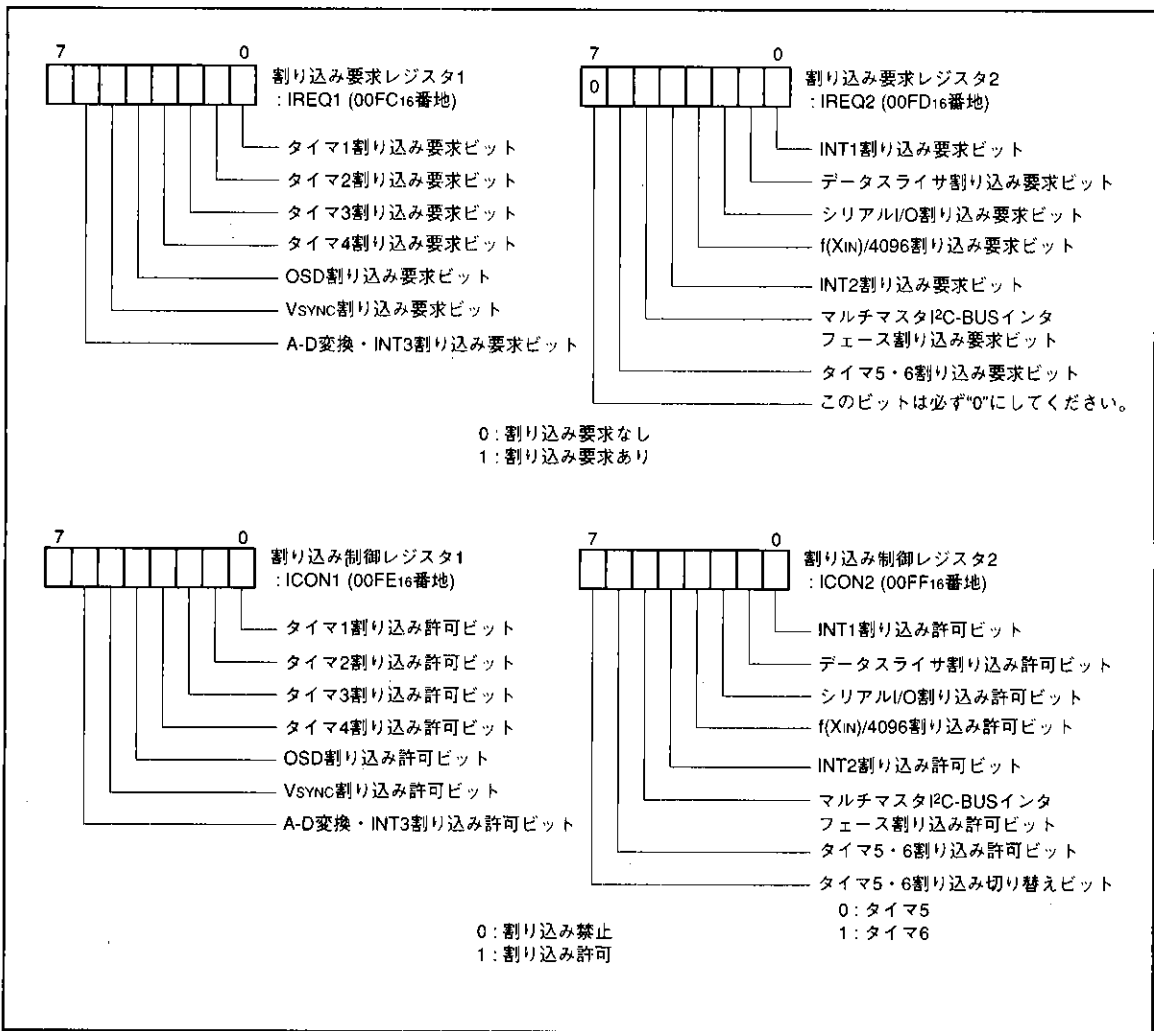 7 0
割り込み要求レジスタ1
: IREQ1 (00FC16番地)
タイマ1割り込み要求ビット
タイマ2割り込み要求ビット
タイマ3割り込み要求ビット
タイマ4割り込み要求ビット
OSD割り込み要求ビット
VSYNC割り込み要求ビット
A-D変換・INT3割り込み要求ビット
7 0
0
割り込み要求レジスタ2
: IREQ2 (00FD16番地)
INT1割り込み要求ビット
データスライサ割り込み要求ビット
シリアルI/O割り込み要求ビット
f(XIN)/4096割り込み要求ビット
INT2割り込み要求ビット
マルチマスタI²C-BUSインタ
フェース割り込み要求ビット
タイマ5・6割り込み要求ビット
このビットは必ず"0"にしてください。
0 : 割り込み要求なし
1 : 割り込み要求あり
7 0
割り込み制御レジスタ1
: ICON1 (00FE16番地)
タイマ1割り込み許可ビット
タイマ2割り込み許可ビット
タイマ3割り込み許可ビット
タイマ4割り込み許可ビット
OSD割り込み許可ビット
VSYNC割り込み許可ビット
A-D変換・INT3割り込み許可ビット
7 0
割り込み制御レジスタ2
: ICON2 (00FF16番地)
INT1割り込み許可ビット
データスライサ割り込み許可ビット
シリアルI/O割り込み許可ビット
f(XIN)/4096割り込み許可ビット
INT2割り込み許可ビット
マルチマスタI²C-BUSインタ
フェース割り込み許可ビット
タイマ5・6割り込み許可ビット
タイマ5・6割り込み切り替えビット
0 : タイマ5
1 : タイマ6
0 : 割り込み禁止
1 : 割り込み許可